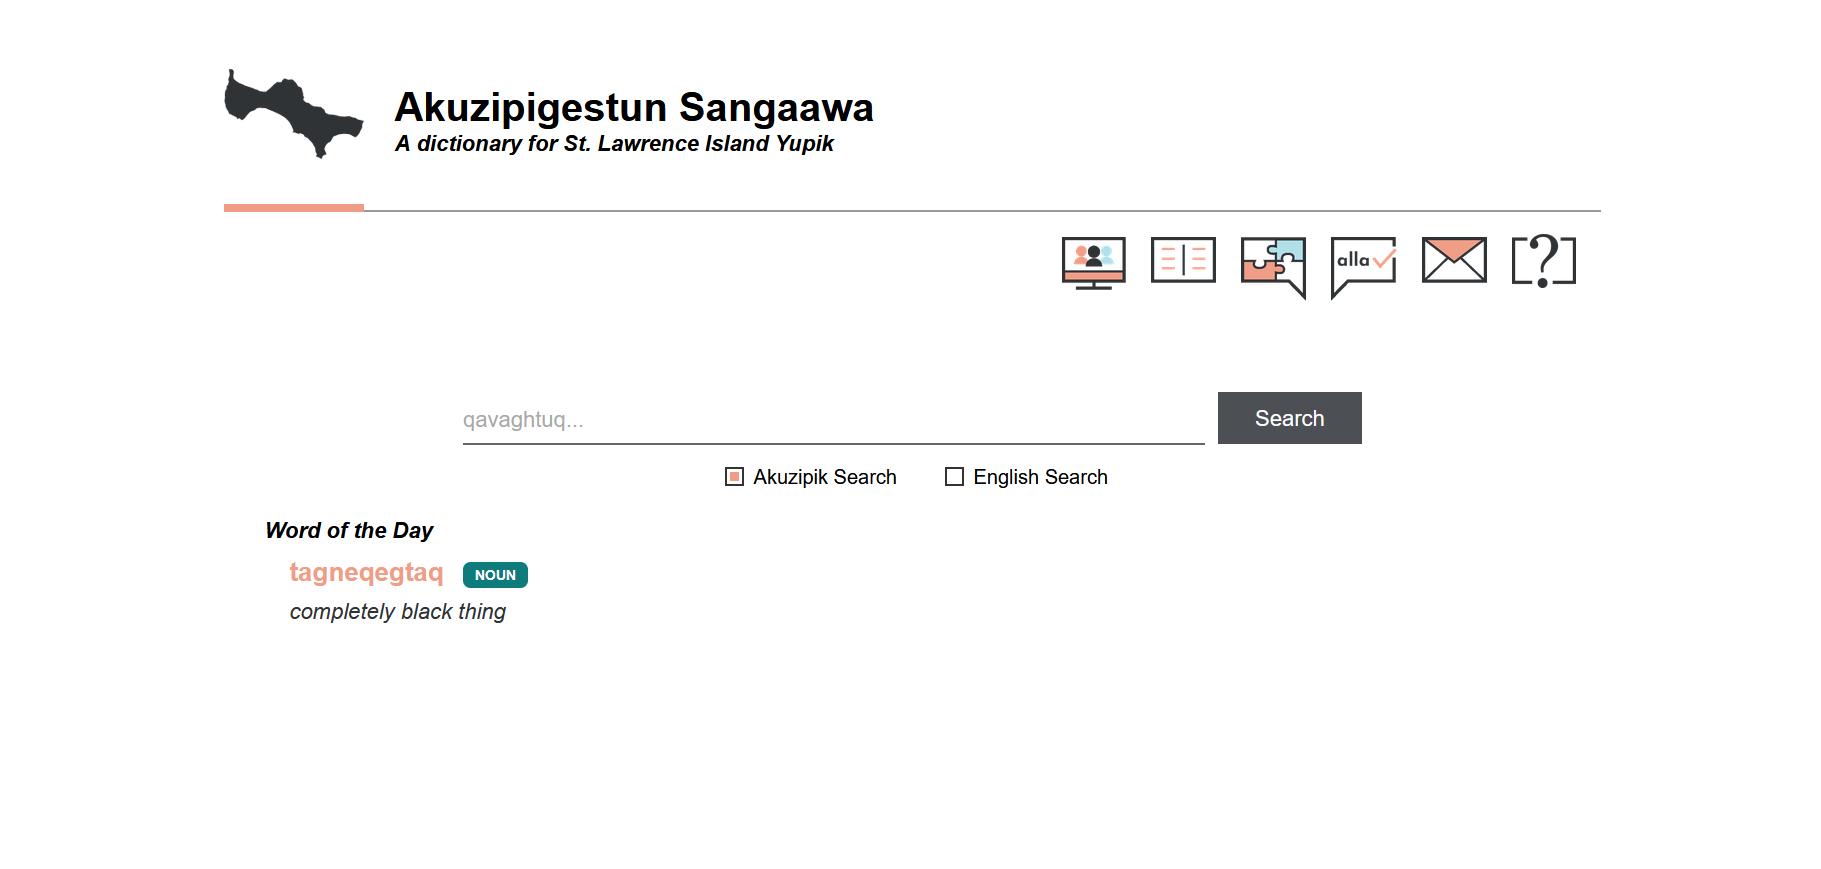 Akuzipigestun Sangaawa
A dictionary for St. Lawrence Island Yupik
alla
qavaghtuq...
Search
Akuzipik Search
English Search
Word of the Day
tagneqegtaq NOUN
completely black thing